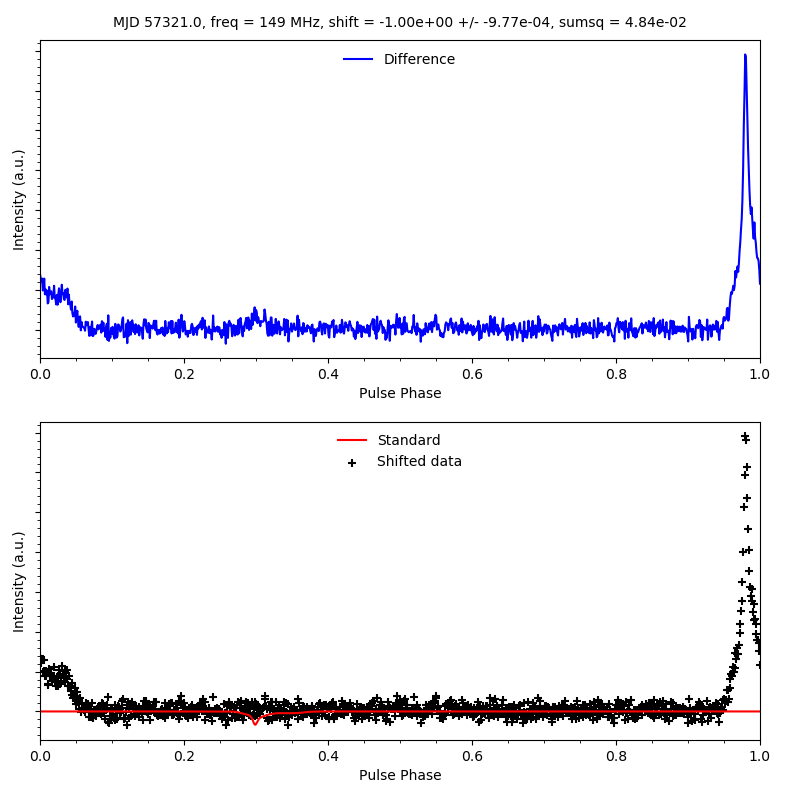 MJD 57321.0, freq = 149 MHz, shift = -1.00e+00 +/- -9.77e-04, sumsq = 4.84e-02
Difference
Intensity (a.u.)
0.0 0.2 0.4 0.6 0.8 1.0
Pulse Phase
Standard
Shifted data
Intensity (a.u.)
0.0 0.2 0.4 0.6 0.8 1.0
Pulse Phase